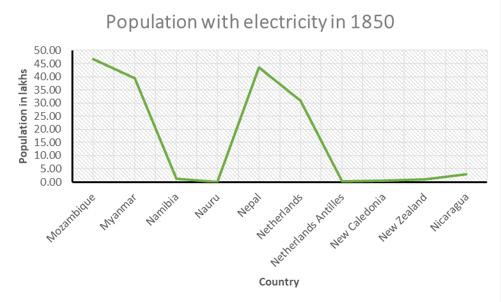 Population with electricity in 1850
Population in lakhs
50.00
45.00
40.00
35.00
30.00
25.00
20.00
15.00
10.00
5.00
0.00
Mozambique
Myanmar
Namibia
Nauru
Nepal
Netherlands
Netherlands Antilles
New Caledonia
New Zealand
Nicaragua
Country